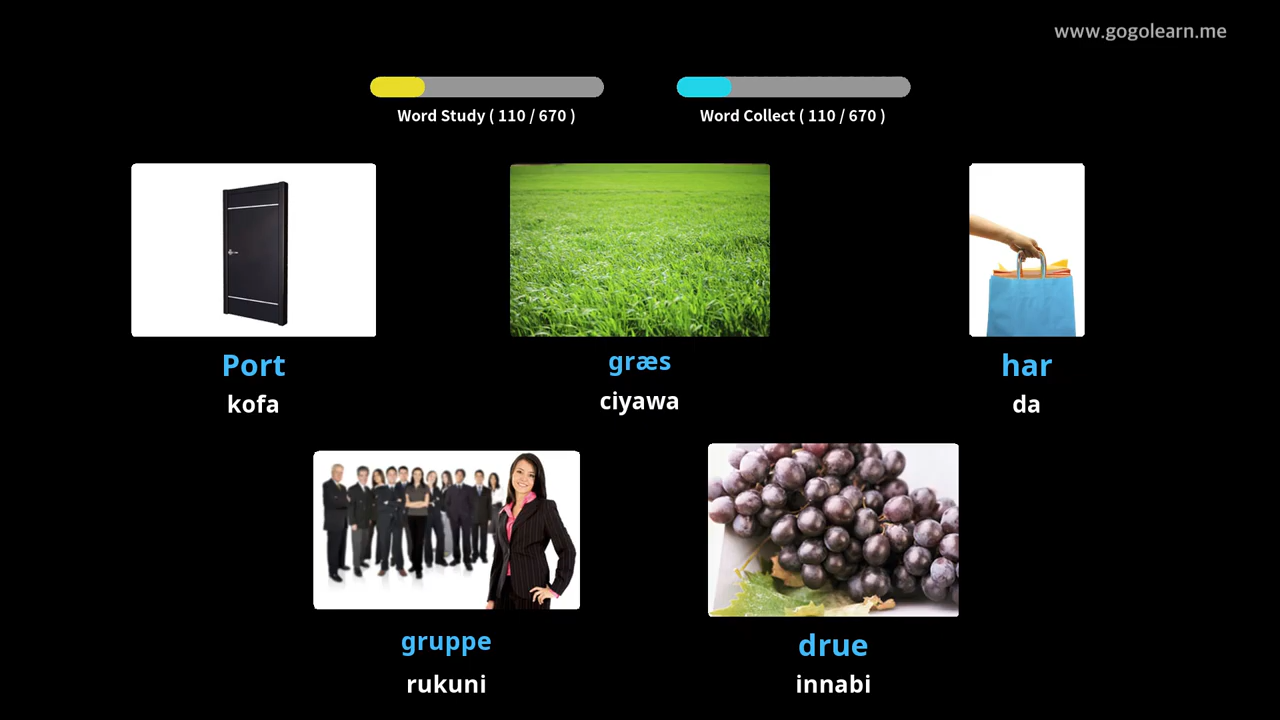 www.gogolearn.me
Word Study ( 110 / 670 )
Word Collect ( 110 / 670 )
Port
kofa
græs
ciyawa
har
da
gruppe
rukuni
drue
innabi